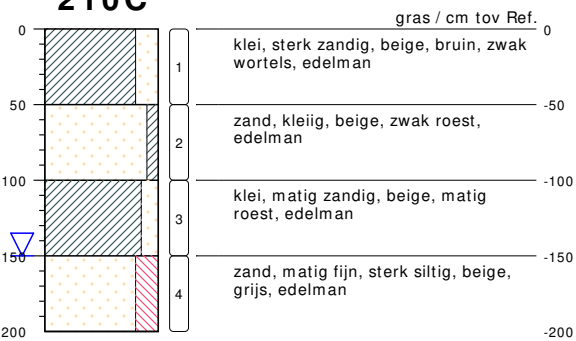 210C
gras / cm tov Ref.
0
0
klei, sterk zandig, beige, bruin, zwak
wortels, edelman
1
50
-50
zand, kleiig, beige, zwak roest,
edelman
2
100
-100
klei, matig zandig, beige, matig
roest, edelman
3
150
-150
zand, matig fijn, sterk siltig, beige,
grijs, edelman
4
200
-200